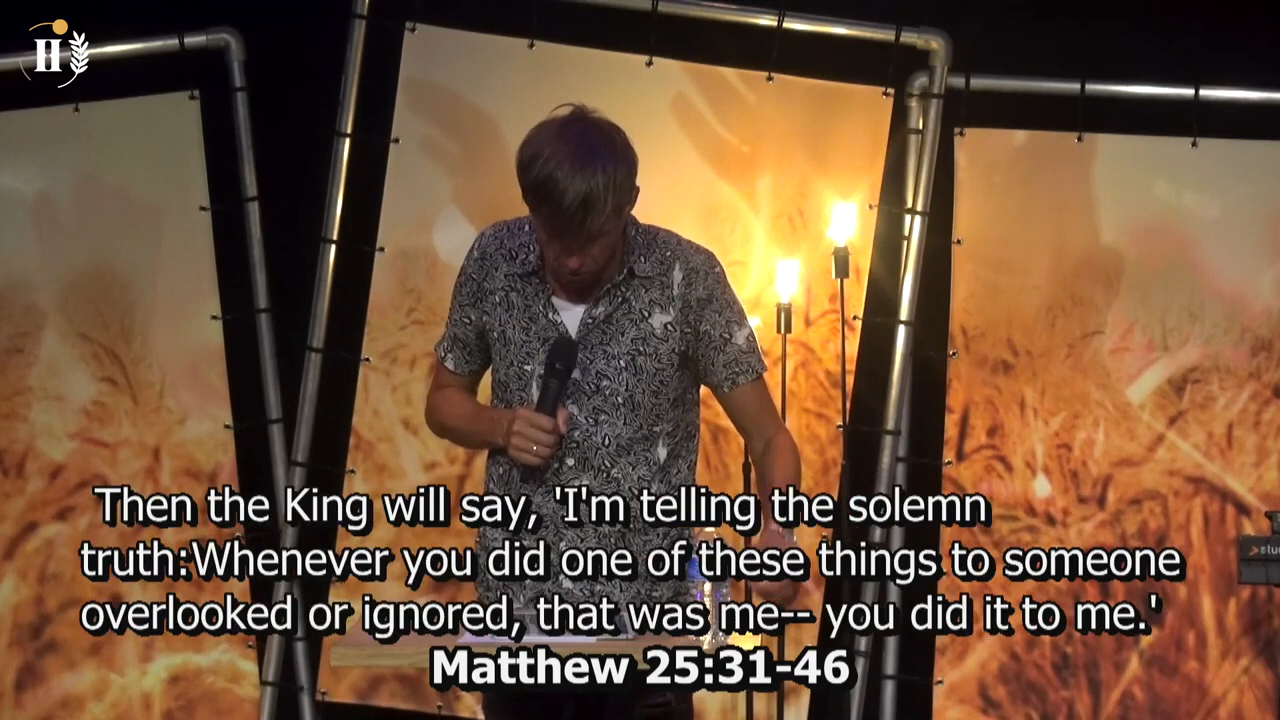 Then the King will say, 'I'm telling the solemn
truth:Whenever you did one of these things to someone
overlooked or ignored, that was me-- you did it to me.'
Matthew 25:31-46